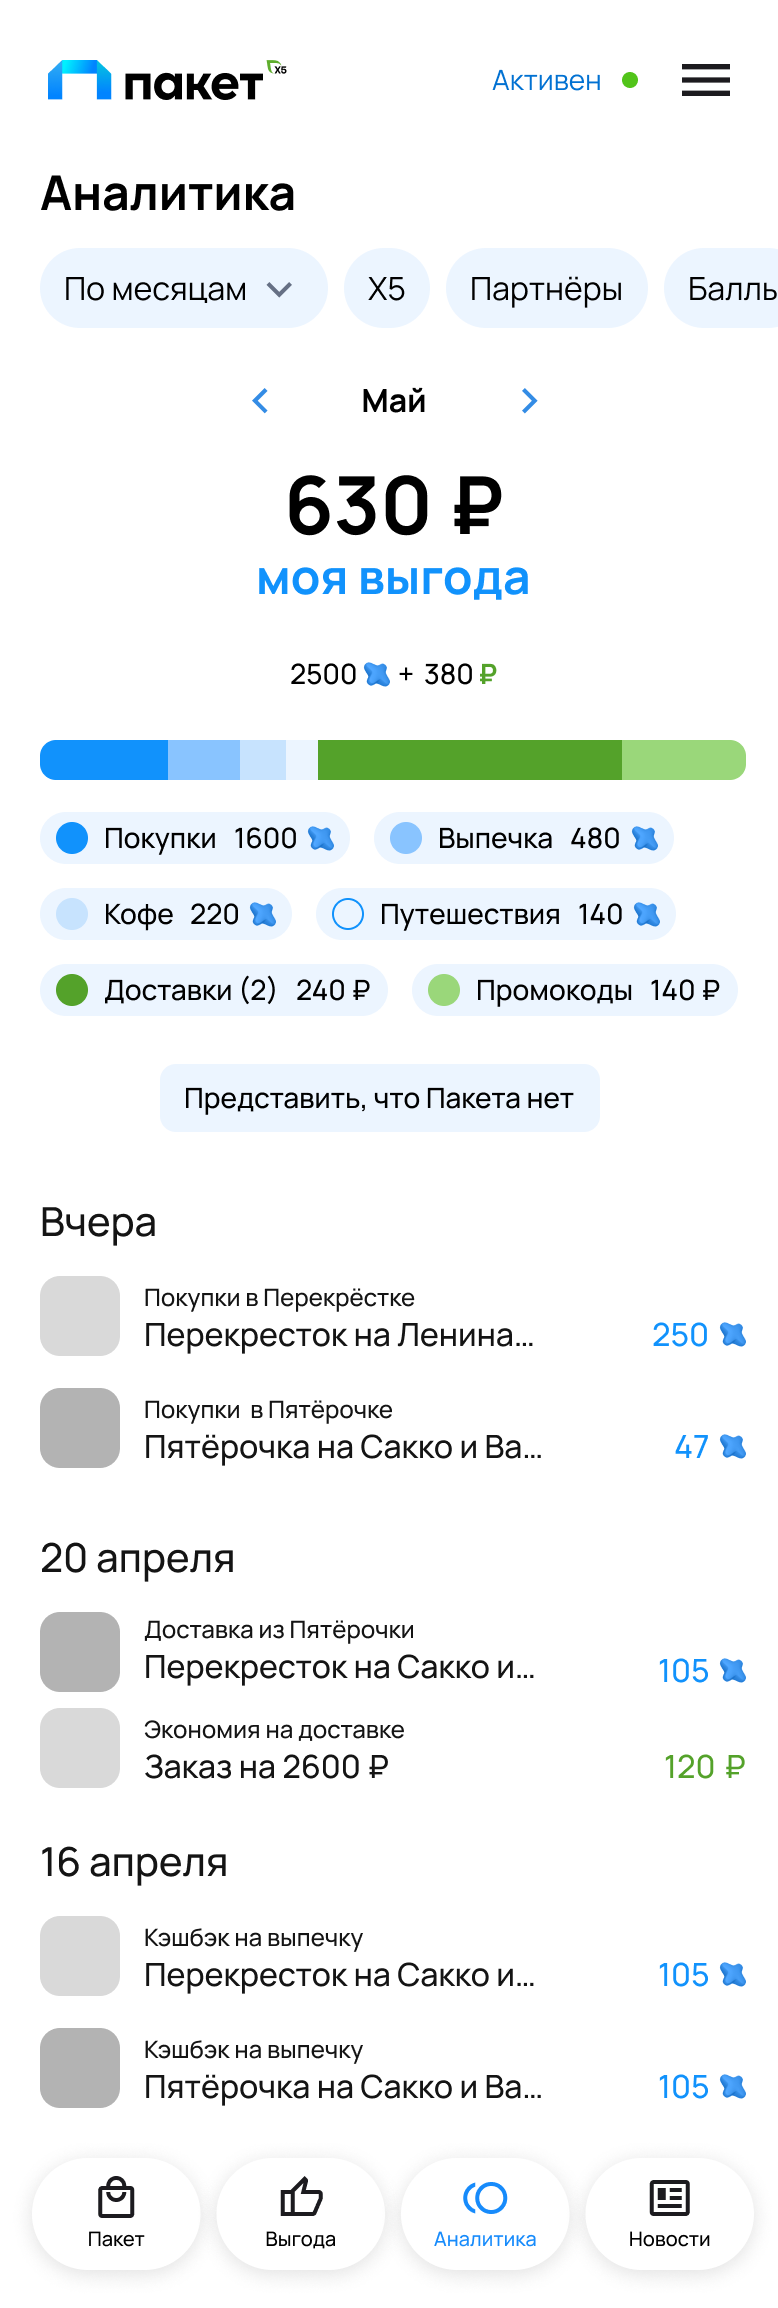 пакет X5
Активен
Аналитика
По месяцам X5 Партнёры Баллы
Май
630 ₽
моя выгода
2500 + 380 ₽
Покупки 1600 Выпечка 480
Кофе 220 Путешествия 140
Доставки (2) 240 ₽ Промокоды 140 ₽
Представить, что Пакета нет
Вчера
Покупки в Перекрёстке
Перекресток на Ленина... 250
Покупки в Пятёрочке
Пятёрочка на Сакко и Ва... 47
20 апреля
Доставка из Пятёрочки
Перекресток на Сакко и... 105
Экономия на доставке
Заказ на 2600 ₽ 120 ₽
16 апреля
Кэшбэк на выпечку
Перекресток на Сакко и... 105
Кэшбэк на выпечку
Пятёрочка на Сакко и Ва... 105
Пакет Выгода Аналитика Новости